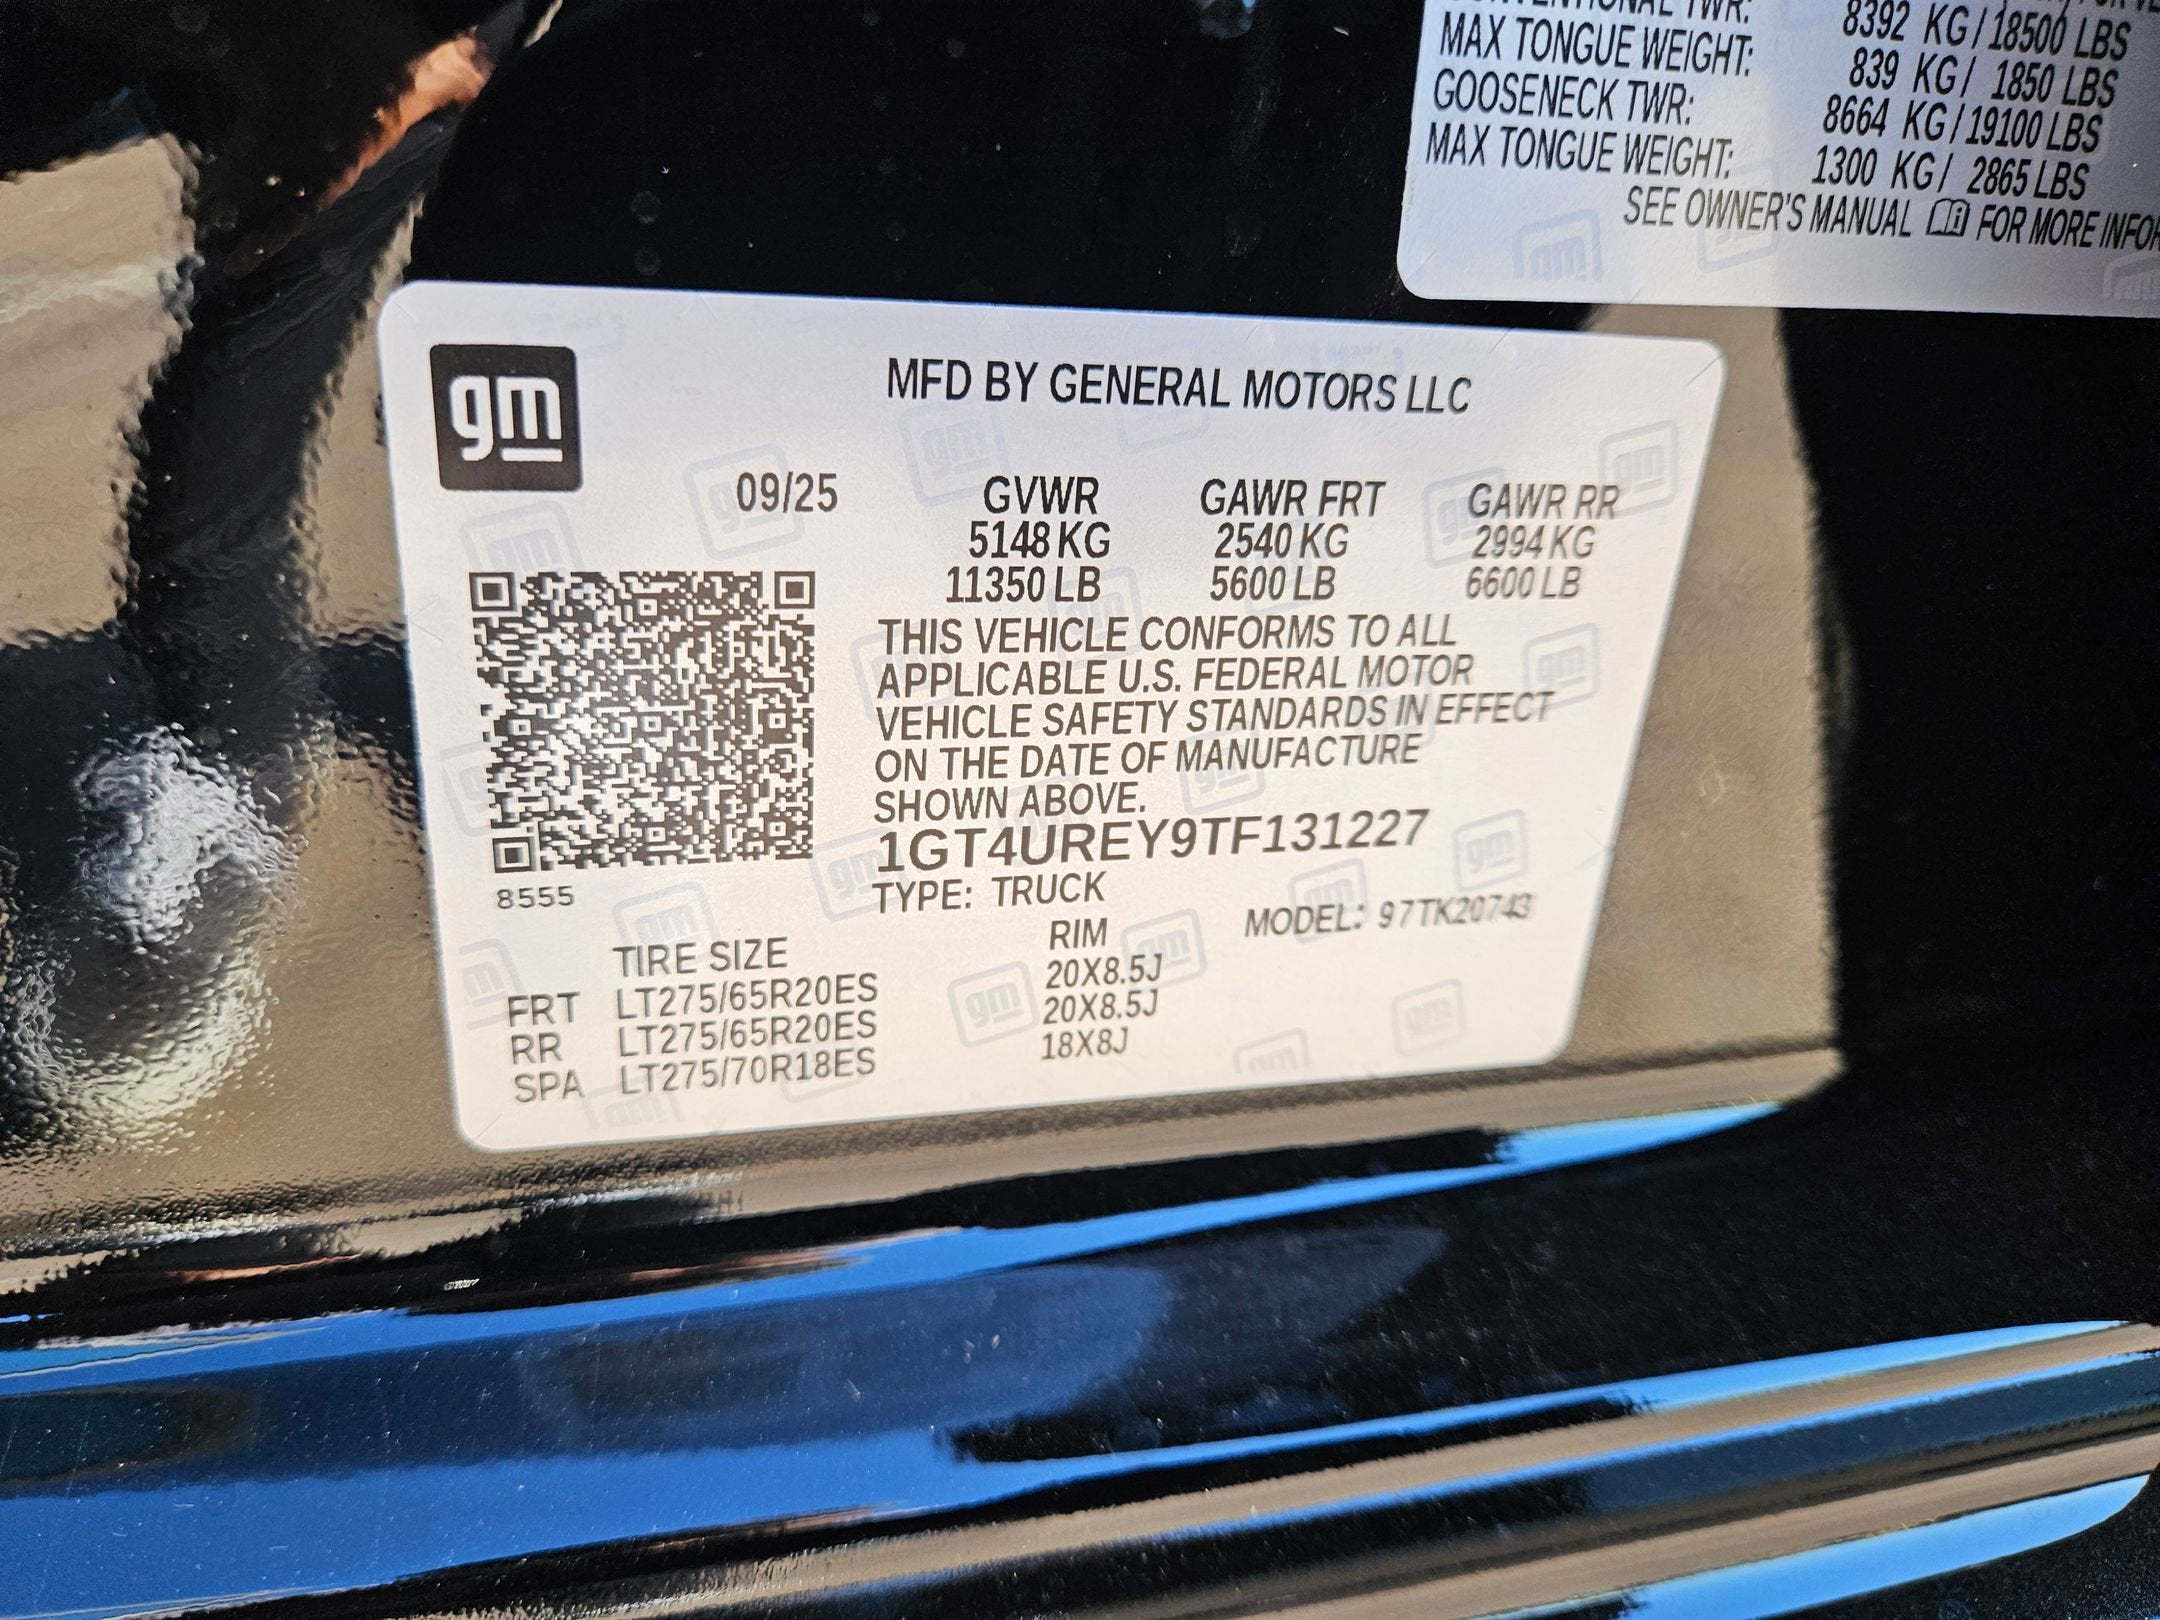 CONVENTIONAL TWR: 8392 KG/18500 LBS
MAX TONGUE WEIGHT: 839 KG/ 1850 LBS
GOOSENECK TWR: 8664 KG/19100 LBS
MAX TONGUE WEIGHT: 1300 KG/ 2865 LBS
SEE OWNER'S MANUAL FOR MORE INFOR
gm
MFD BY GENERAL MOTORS LLC
09/25 GVWR GAWR FRT GAWR RR
5148 KG 2540 KG 2994 KG
11350 LB 5600 LB 6600 LB
THIS VEHICLE CONFORMS TO ALL
APPLICABLE U.S. FEDERAL MOTOR
VEHICLE SAFETY STANDARDS IN EFFECT
ON THE DATE OF MANUFACTURE
SHOWN ABOVE.
1GT4UREY9TF131227
8555
TYPE: TRUCK MODEL: 97TK20743
TIRE SIZE RIM
FRT LT275/65R20ES 20X8.5J
RR LT275/65R20ES 20X8.5J
SPA LT275/70R18ES 18X8J